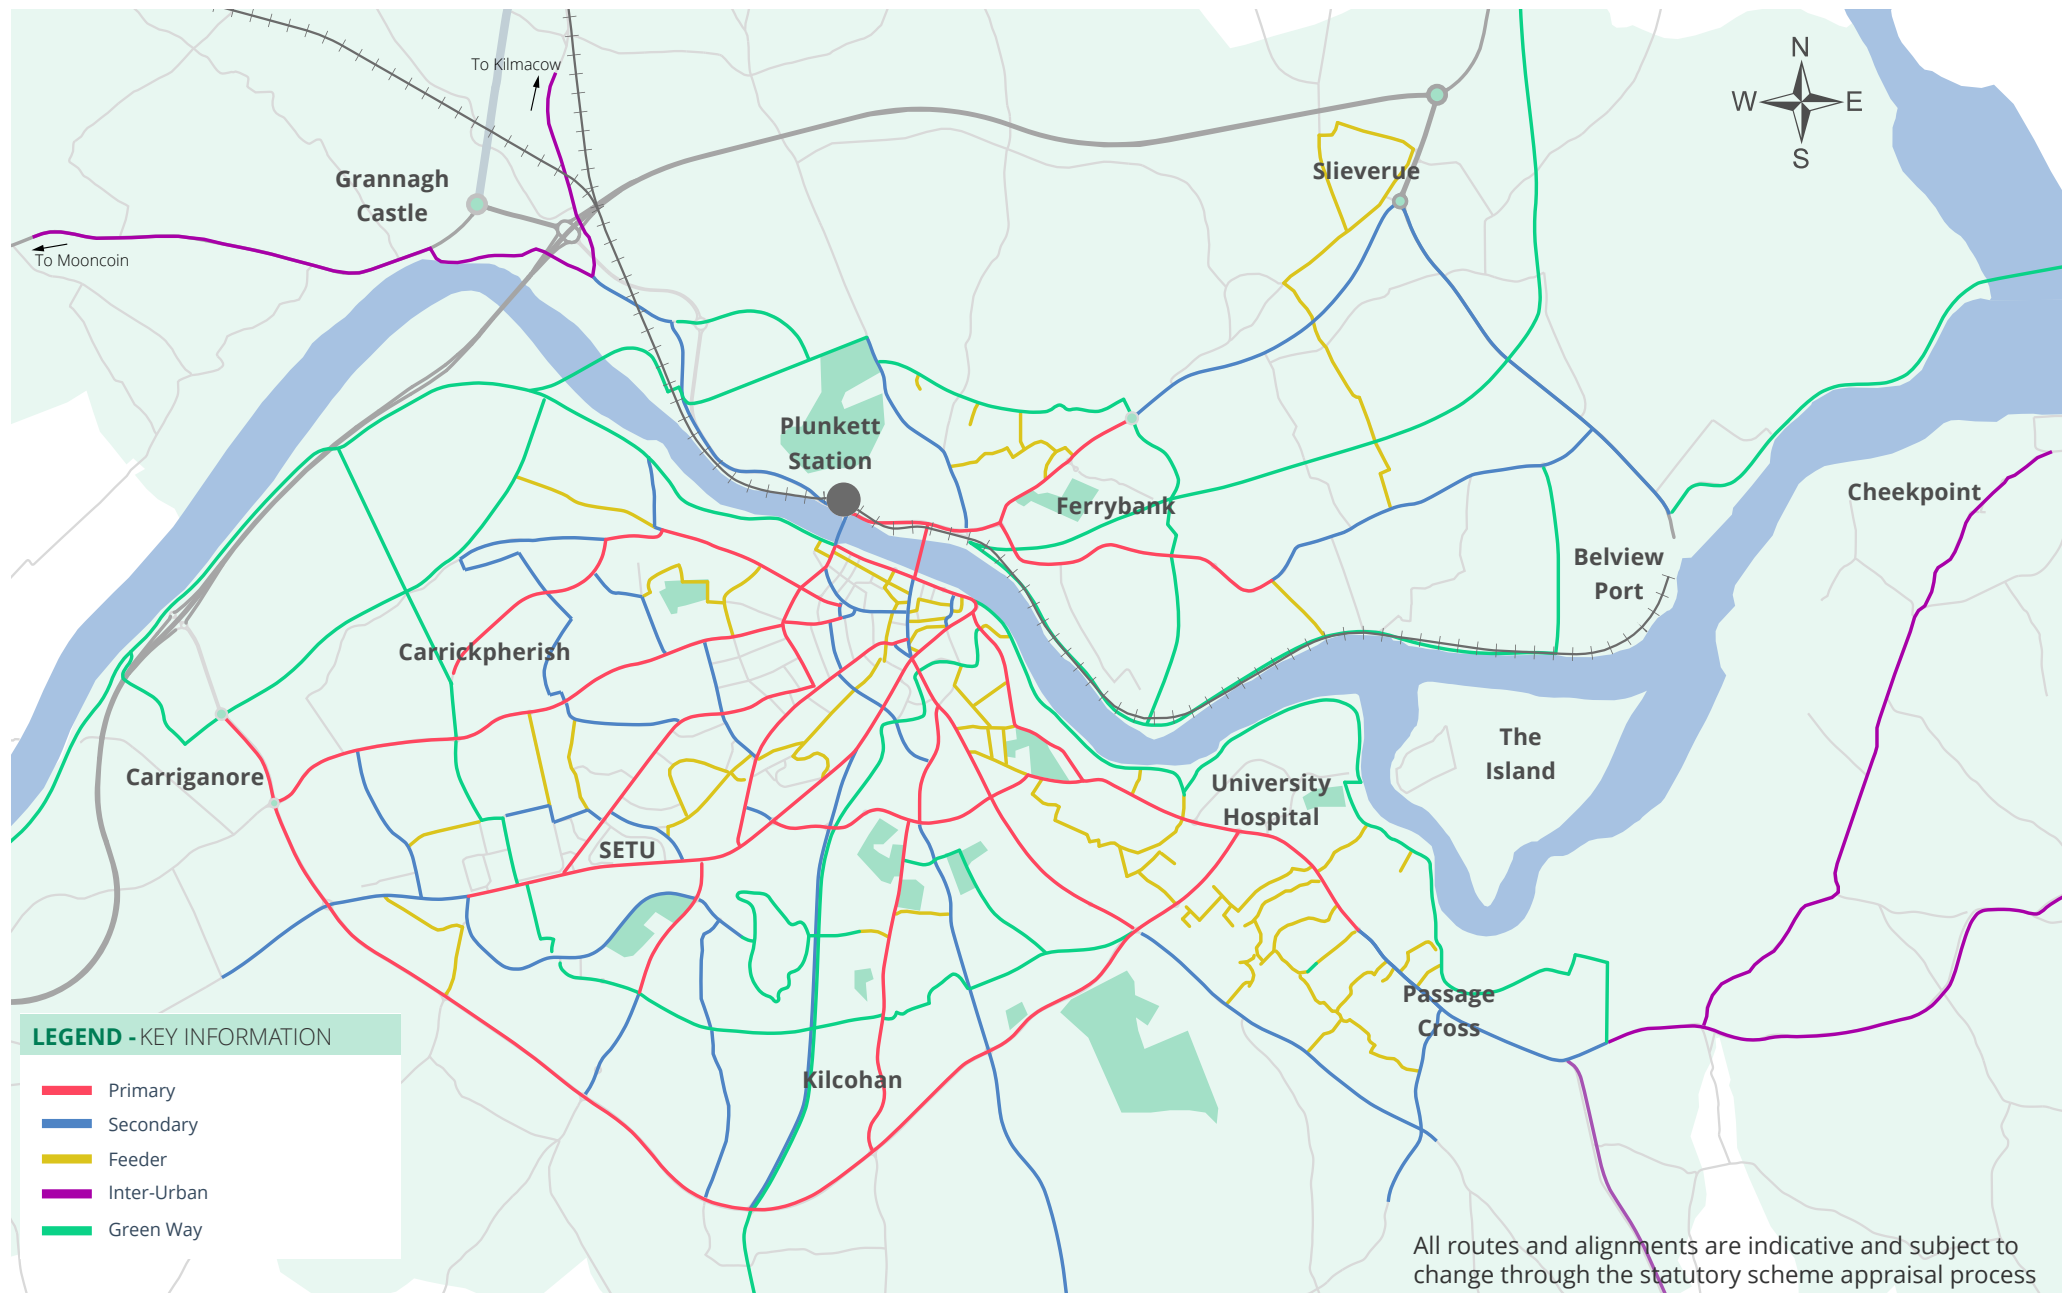 To Kilmacow
N
W
E
S
Grannagh
Castle
Slieverue
To Mooncoin
Plunkett
Station
Ferrybank
Cheekpoint
Belview
Port
Carrickpherish
The
Island
Carriganore
University
Hospital
SETU
Passage
Cross
Kilcohan
LEGEND - KEY INFORMATION
Primary
Secondary
Feeder
Inter-Urban
Green Way
All routes and alignments are indicative and subject to
change through the statutory scheme appraisal process